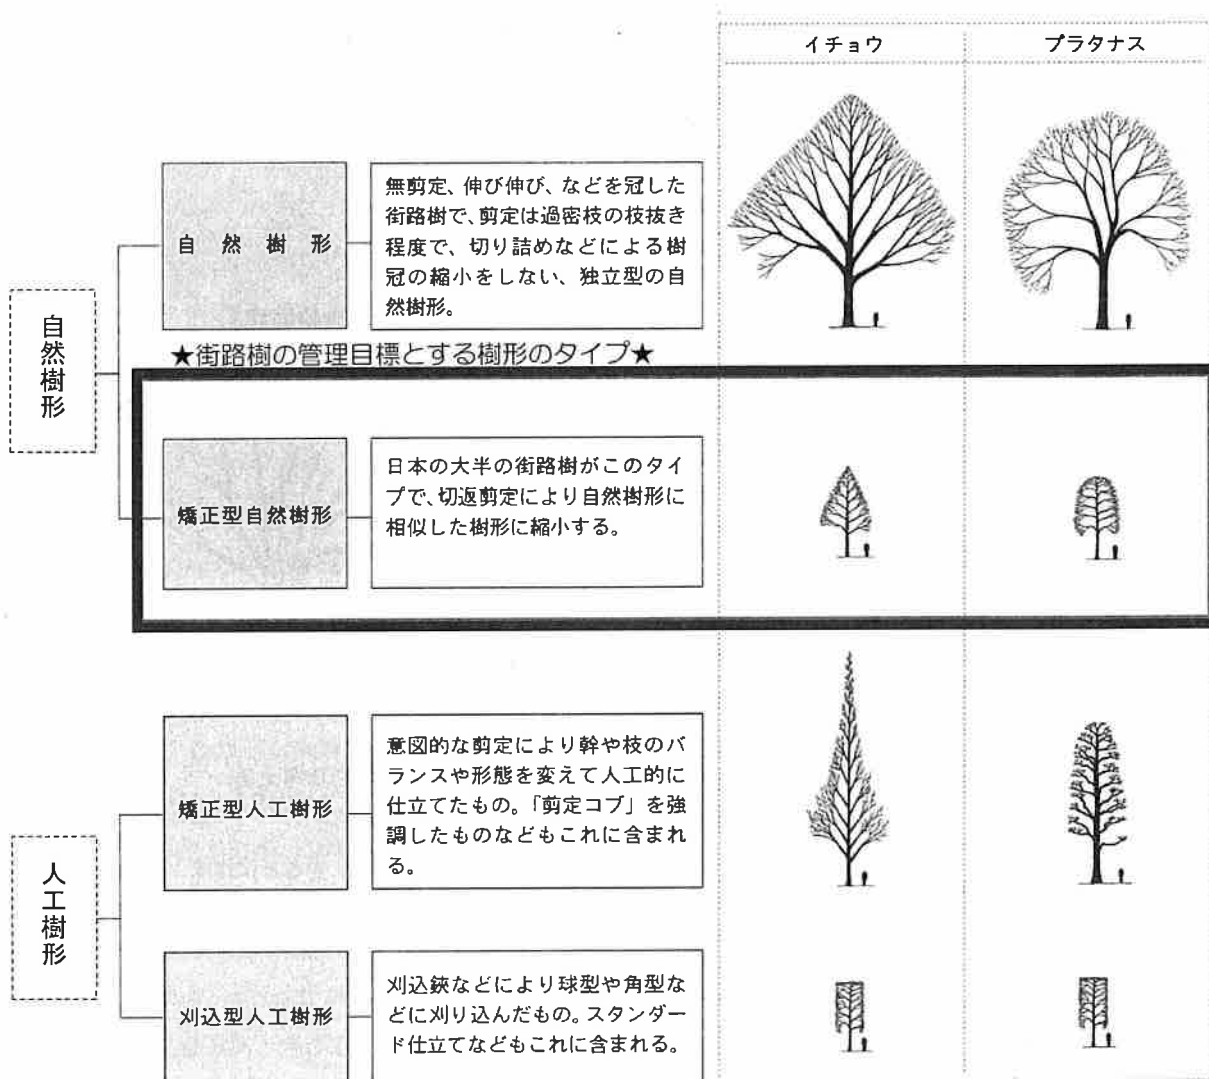 イチョウ
プラタナス
自然樹形
自然樹形
無剪定、伸び伸び、などを冠した
街路樹で、剪定は過密枝の枝抜き
程度で、切り詰めなどによる樹
冠の縮小をしない、独立型の自
然樹形。
★街路樹の管理目標とする樹形のタイプ★
矯正型自然樹形
日本の大半の街路樹がこのタイ
プで、切返剪定により自然樹形に
相似した樹形に縮小する。
人工樹形
矯正型人工樹形
意図的な剪定により幹や枝のバ
ランスや形態を変えて人工的に
仕立てたもの。「剪定コブ」を強
調したものなどもこれに含まれ
る。
刈込型人工樹形
刈込鋏などにより球型や角型な
どに刈り込んだもの。スタンダー
ド仕立てなどもこれに含まれる。